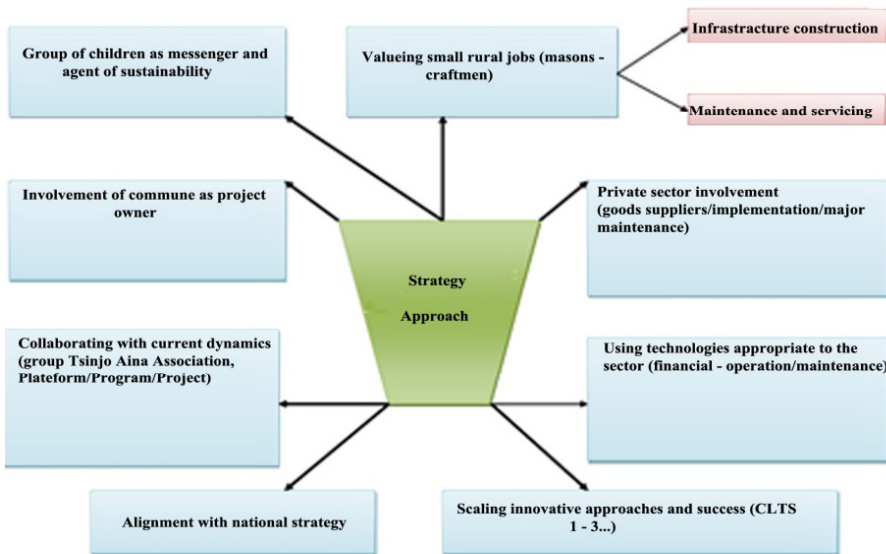 Group of children as messenger and
agent of sustainability
Valueing small rural jobs (masons -
craftmen)
Infrastracture construction
Maintenance and servicing
Involvement of commune as project
owner
Private sector involvement
(goods suppliers/implementation/major
maintenance)
Strategy
Approach
Collaborating with current dynamics
(group Tsinjo Aina Association,
Plateform/Program/Project)
Using technologies appropriate to the
sector (financial - operation/maintenance)
Alignment with national strategy
Scaling innovative approaches and success (CLTS
1 - 3...)